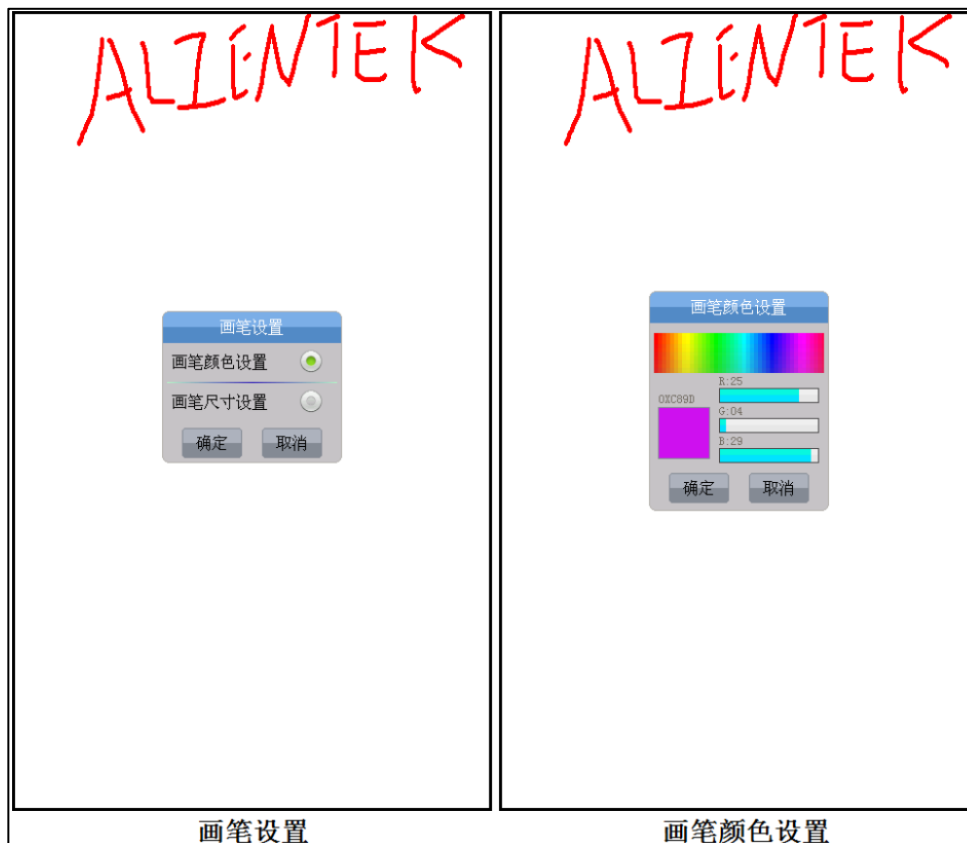 ALIENTEK
画笔设置
画笔颜色设置
画笔尺寸设置
确定 取消
画笔设置
ALIENTEK
画笔颜色设置
R:25
0XC89D
G:04
B:29
确定 取消
画笔颜色设置